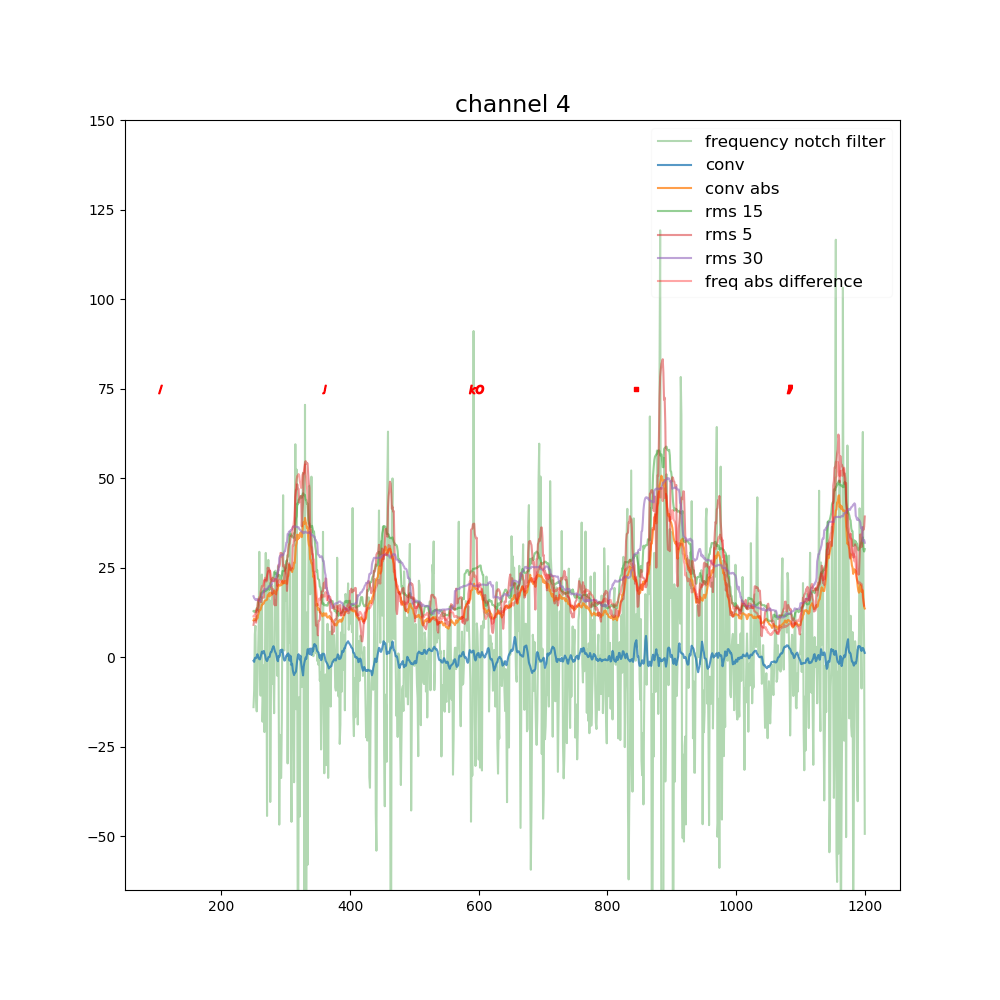 channel 4
150
125
100
75
50
25
0
−25
−50
200 400 600 800 1000 1200
frequency notch filter
conv
conv abs
rms 15
rms 5
rms 30
freq abs difference